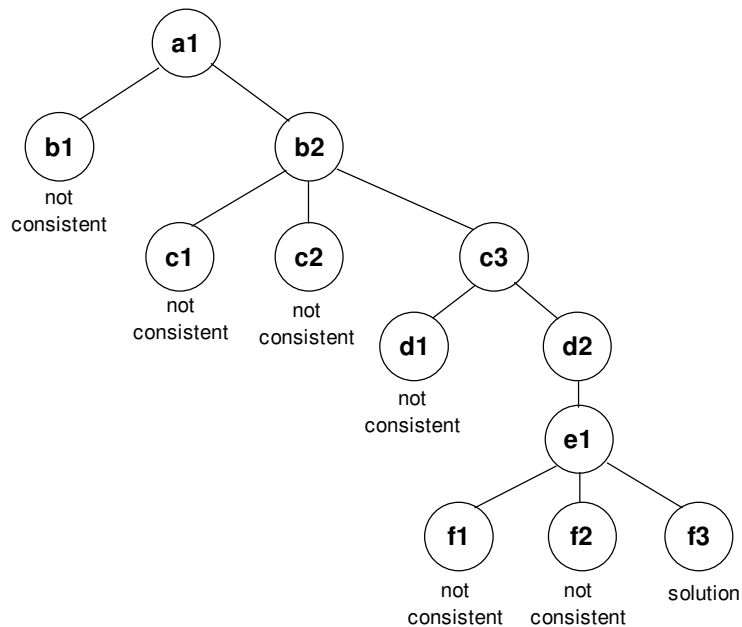 a1
b1
b2
not
consistent
c1
c2
c3
not
consistent
not
consistent
d1
d2
not
consistent
e1
f1
f2
f3
not
consistent
not
consistent
solution